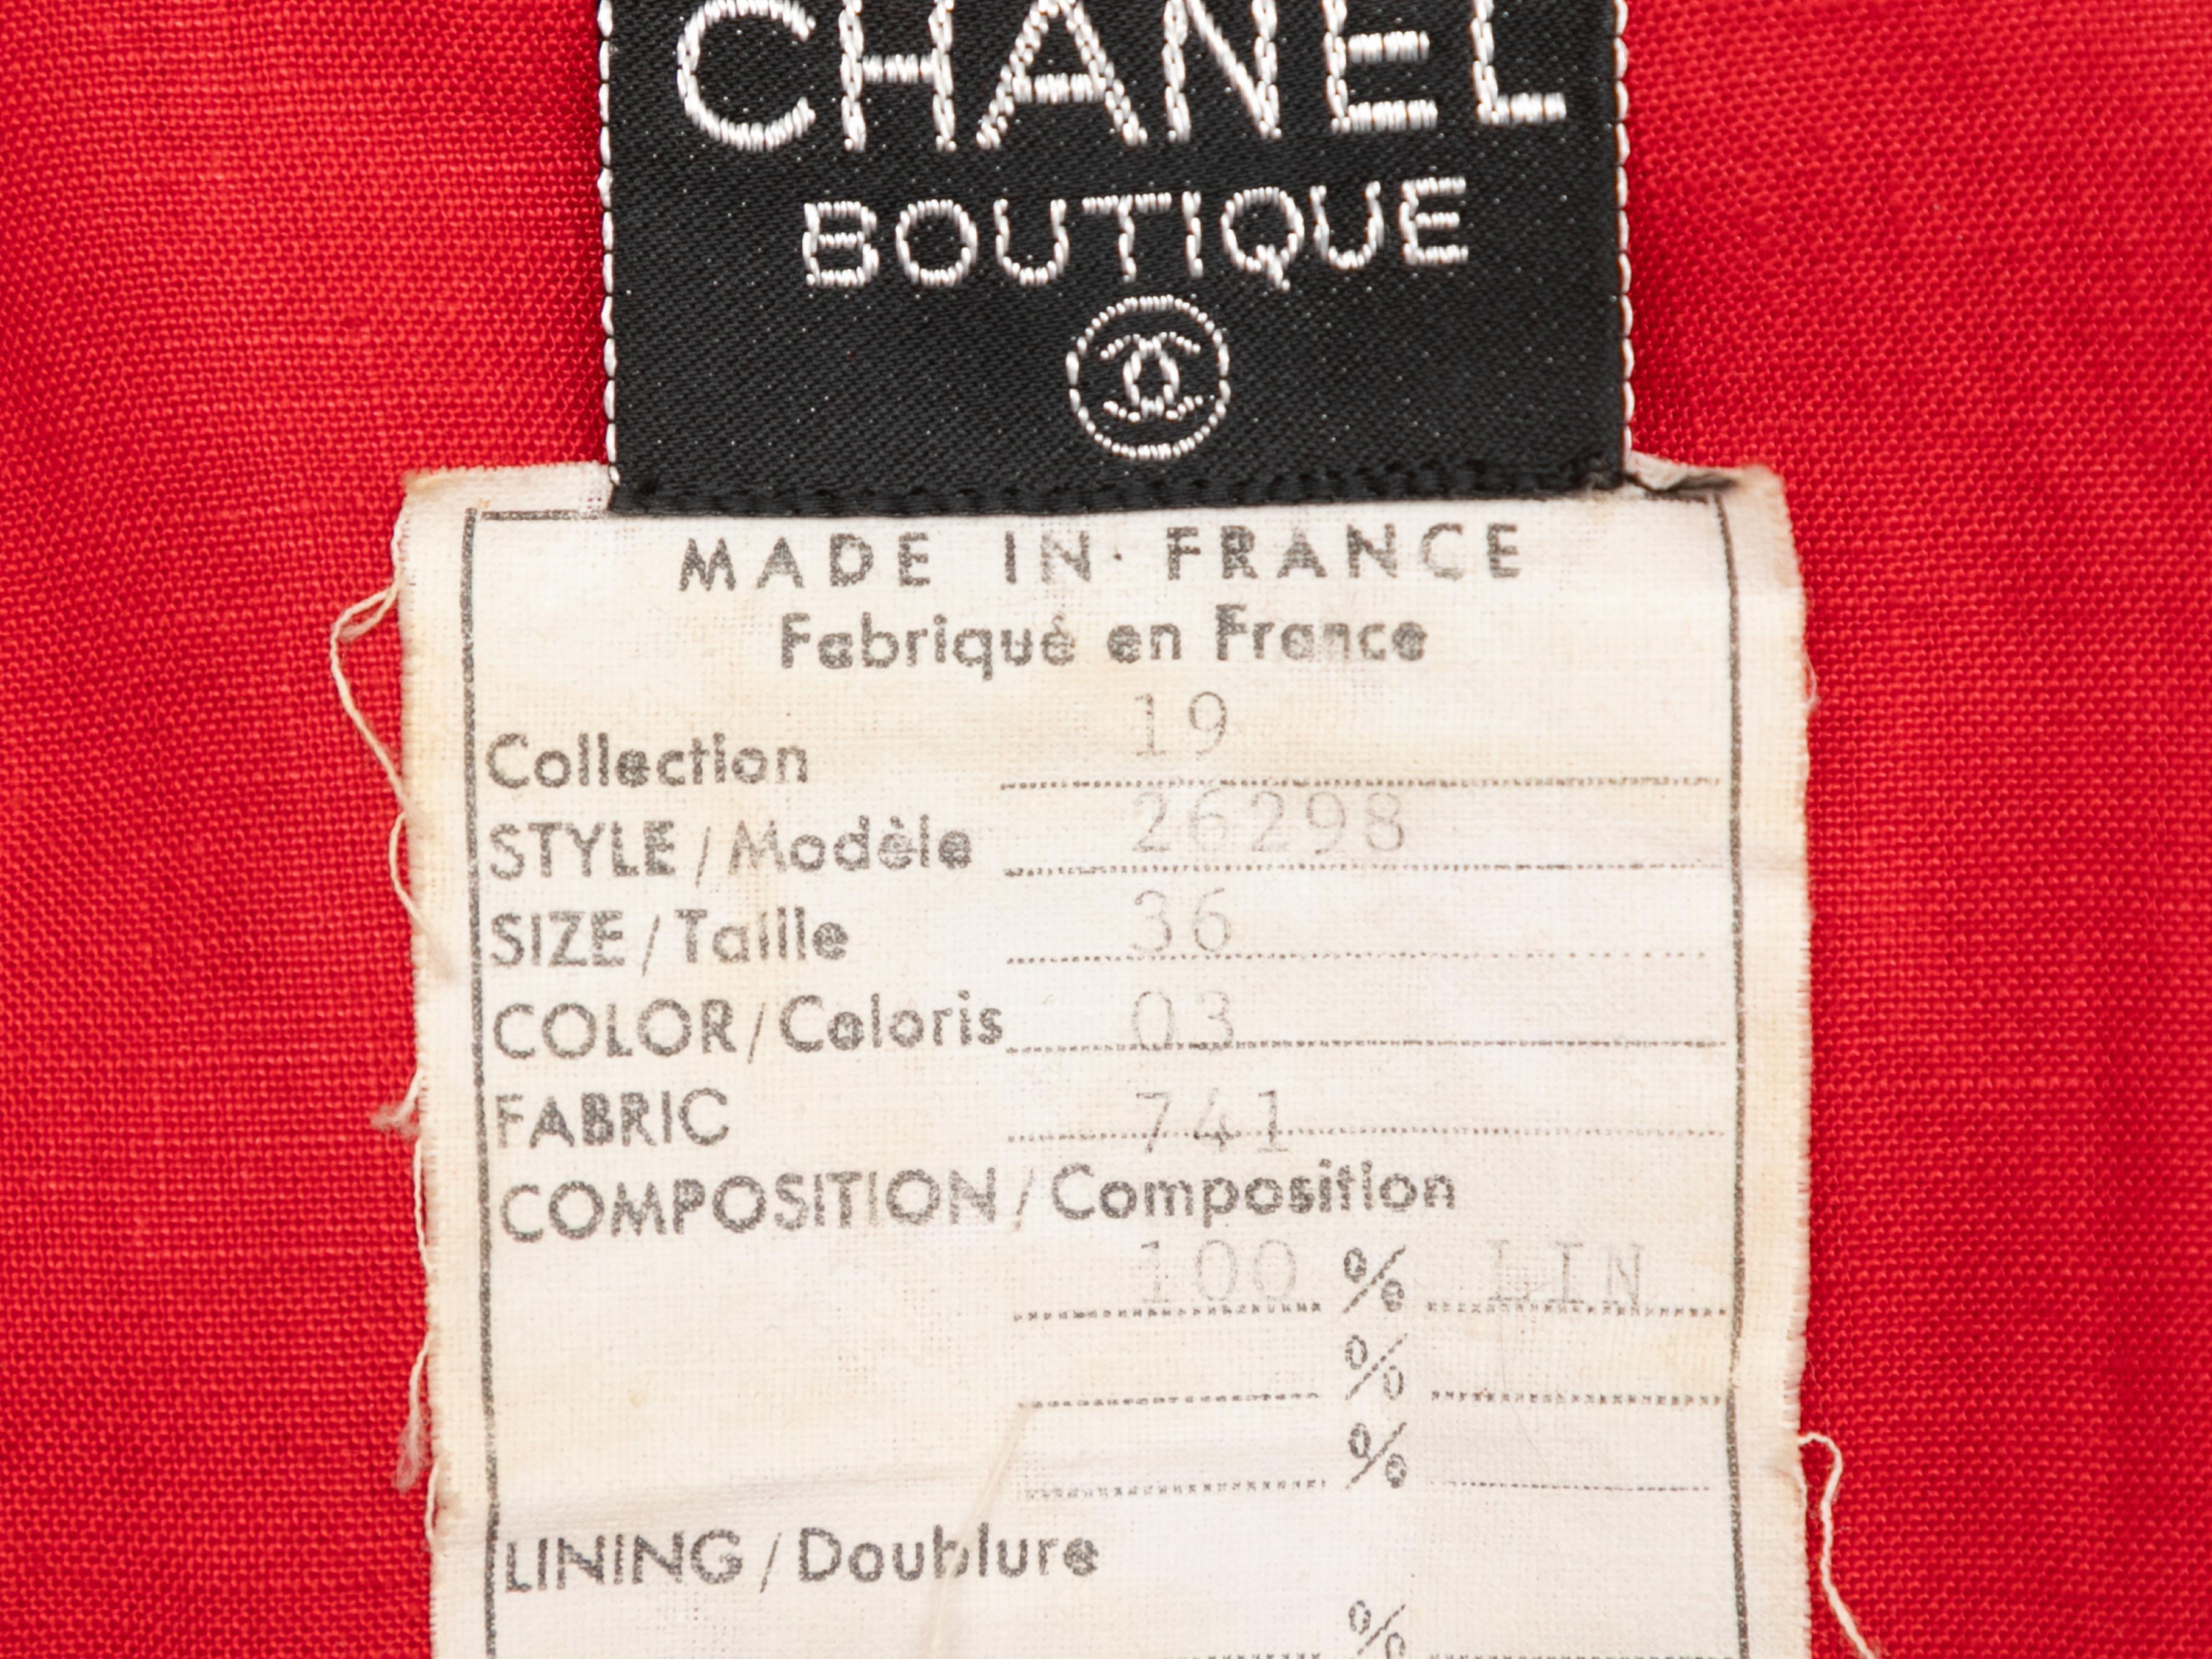 CHANEL
BOUTIQUE
MADE IN FRANCE
Fabriqué en France
Collection 19
STYLE / Modèle 26298
SIZE / Taille 36
COLOR / Coloris 03
FABRIC 741
COMPOSITION / Composition
100 % LIN
%
%
LINING / Doublure
%